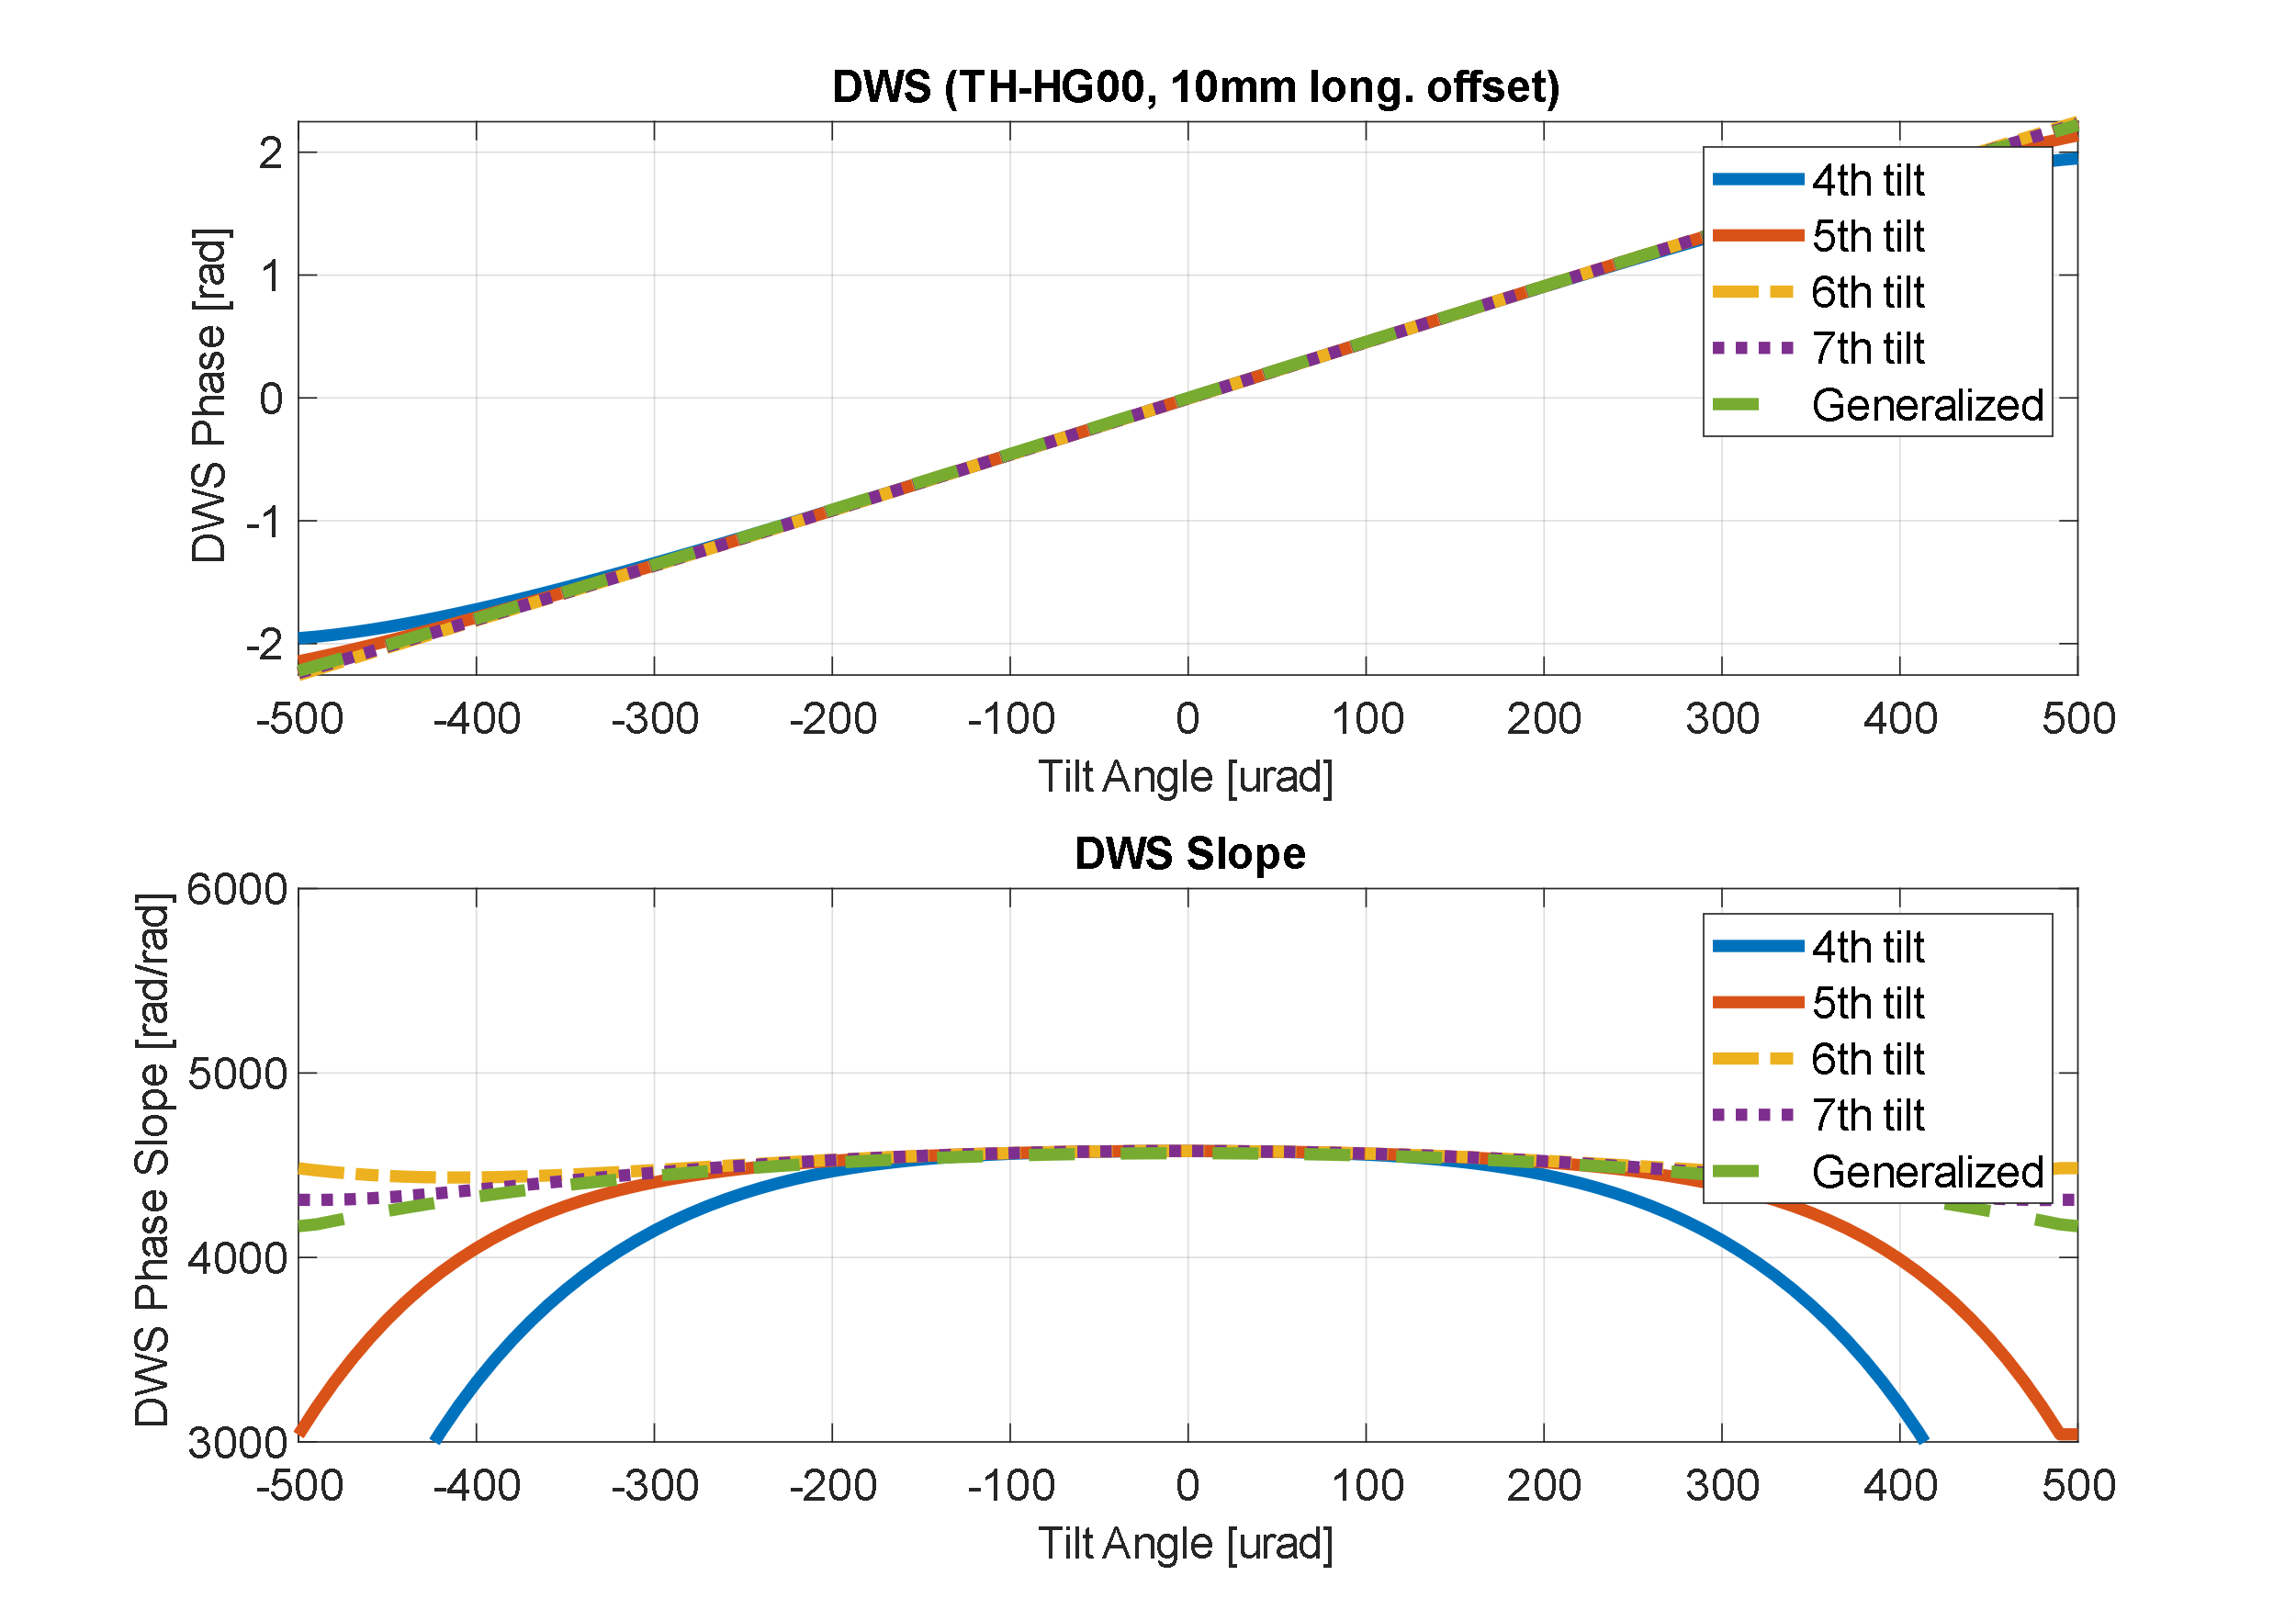 DWS (TH-HG00, 10mm long. offset)
DWS Phase [rad]
2
1
0
-1
-2
4th tilt
5th tilt
6th tilt
7th tilt
Generalized
-500 -400 -300 -200 -100 0 100 200 300 400 500
Tilt Angle [urad]
DWS Slope
DWS Phase Slope [rad/rad]
6000
5000
4000
3000
4th tilt
5th tilt
6th tilt
7th tilt
Generalized
-500 -400 -300 -200 -100 0 100 200 300 400 500
Tilt Angle [urad]